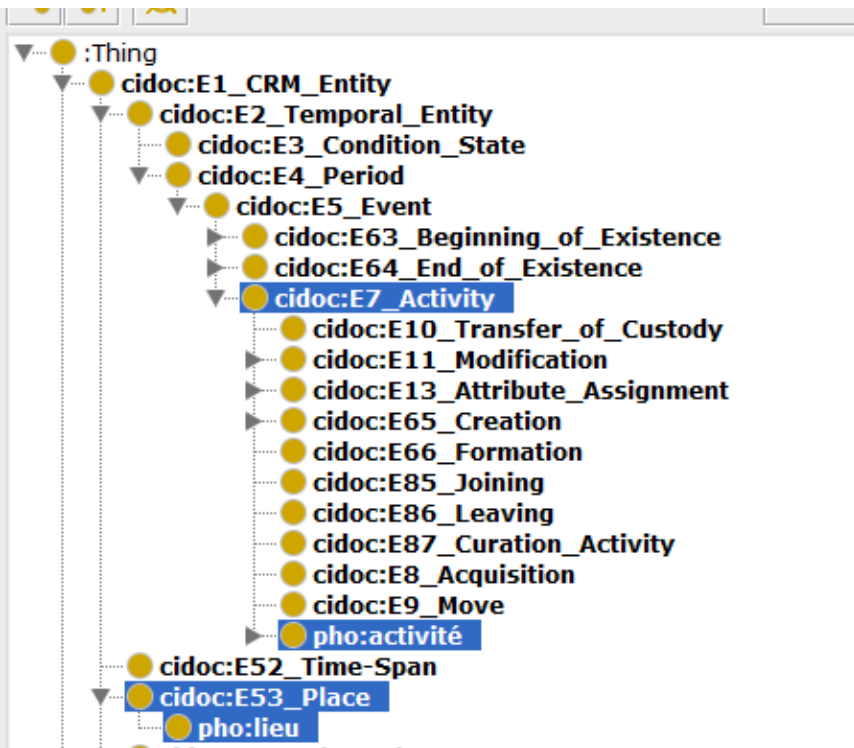 :Thing
cidoc:E1_CRM_Entity
cidoc:E2_Temporal_Entity
cidoc:E3_Condition_State
cidoc:E4_Period
cidoc:E5_Event
cidoc:E63_Beginning_of_Existence
cidoc:E64_End_of_Existence
cidoc:E7_Activity
cidoc:E10_Transfer_of_Custody
cidoc:E11_Modification
cidoc:E13_Attribute_Assignment
cidoc:E65_Creation
cidoc:E66_Formation
cidoc:E85_Joining
cidoc:E86_Leaving
cidoc:E87_Curation_Activity
cidoc:E8_Acquisition
cidoc:E9_Move
pho:activité
cidoc:E52_Time-Span
cidoc:E53_Place
pho:lieu